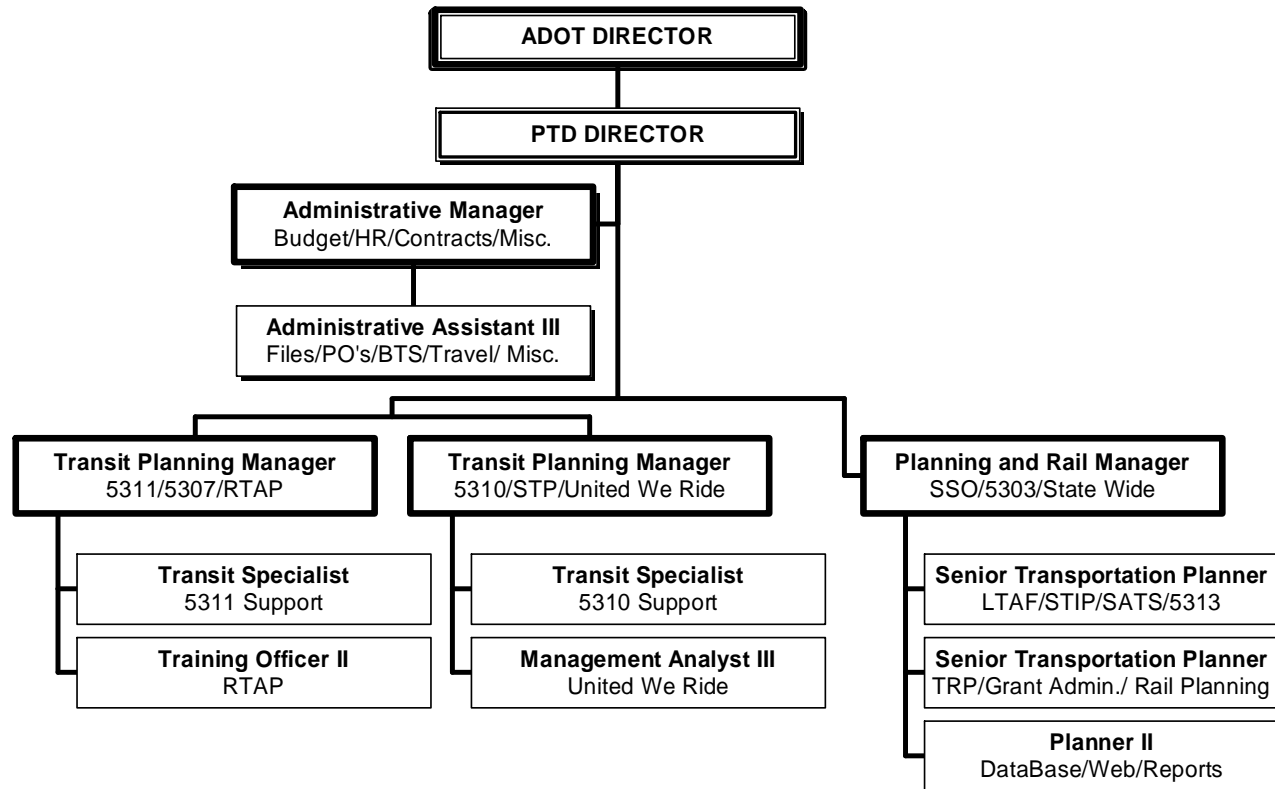 ADOT DIRECTOR
PTD DIRECTOR
Administrative Manager
Budget/HR/Contracts/Misc.
Administrative Assistant III
Files/PO's/BTS/Travel/ Misc.
Transit Planning Manager
5311/5307/RTAP
Transit Planning Manager
5310/STP/United We Ride
Planning and Rail Manager
SSO/5303/State Wide
Transit Specialist
5311 Support
Training Officer II
RTAP
Transit Specialist
5310 Support
Management Analyst III
United We Ride
Senior Transportation Planner
LTAF/STIP/SATS/5313
Senior Transportation Planner
TRP/Grant Admin./ Rail Planning
Planner II
DataBase/Web/Reports